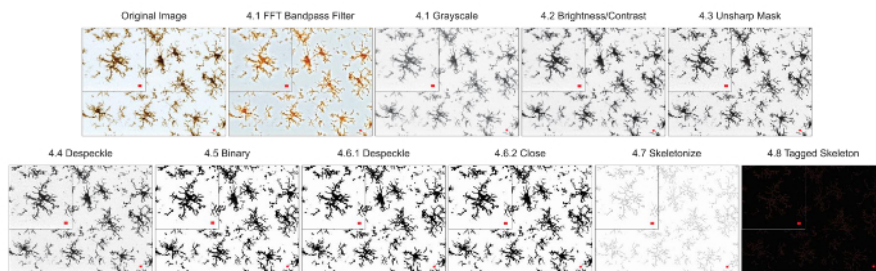 Original Image
4.1 FFT Bandpass Filter
4.1 Grayscale
4.2 Brightness/Contrast
4.3 Unsharp Mask
4.4 Despeckle
4.5 Binary
4.6.1 Despeckle
4.6.2 Close
4.7 Skeletonize
4.8 Tagged Skeleton